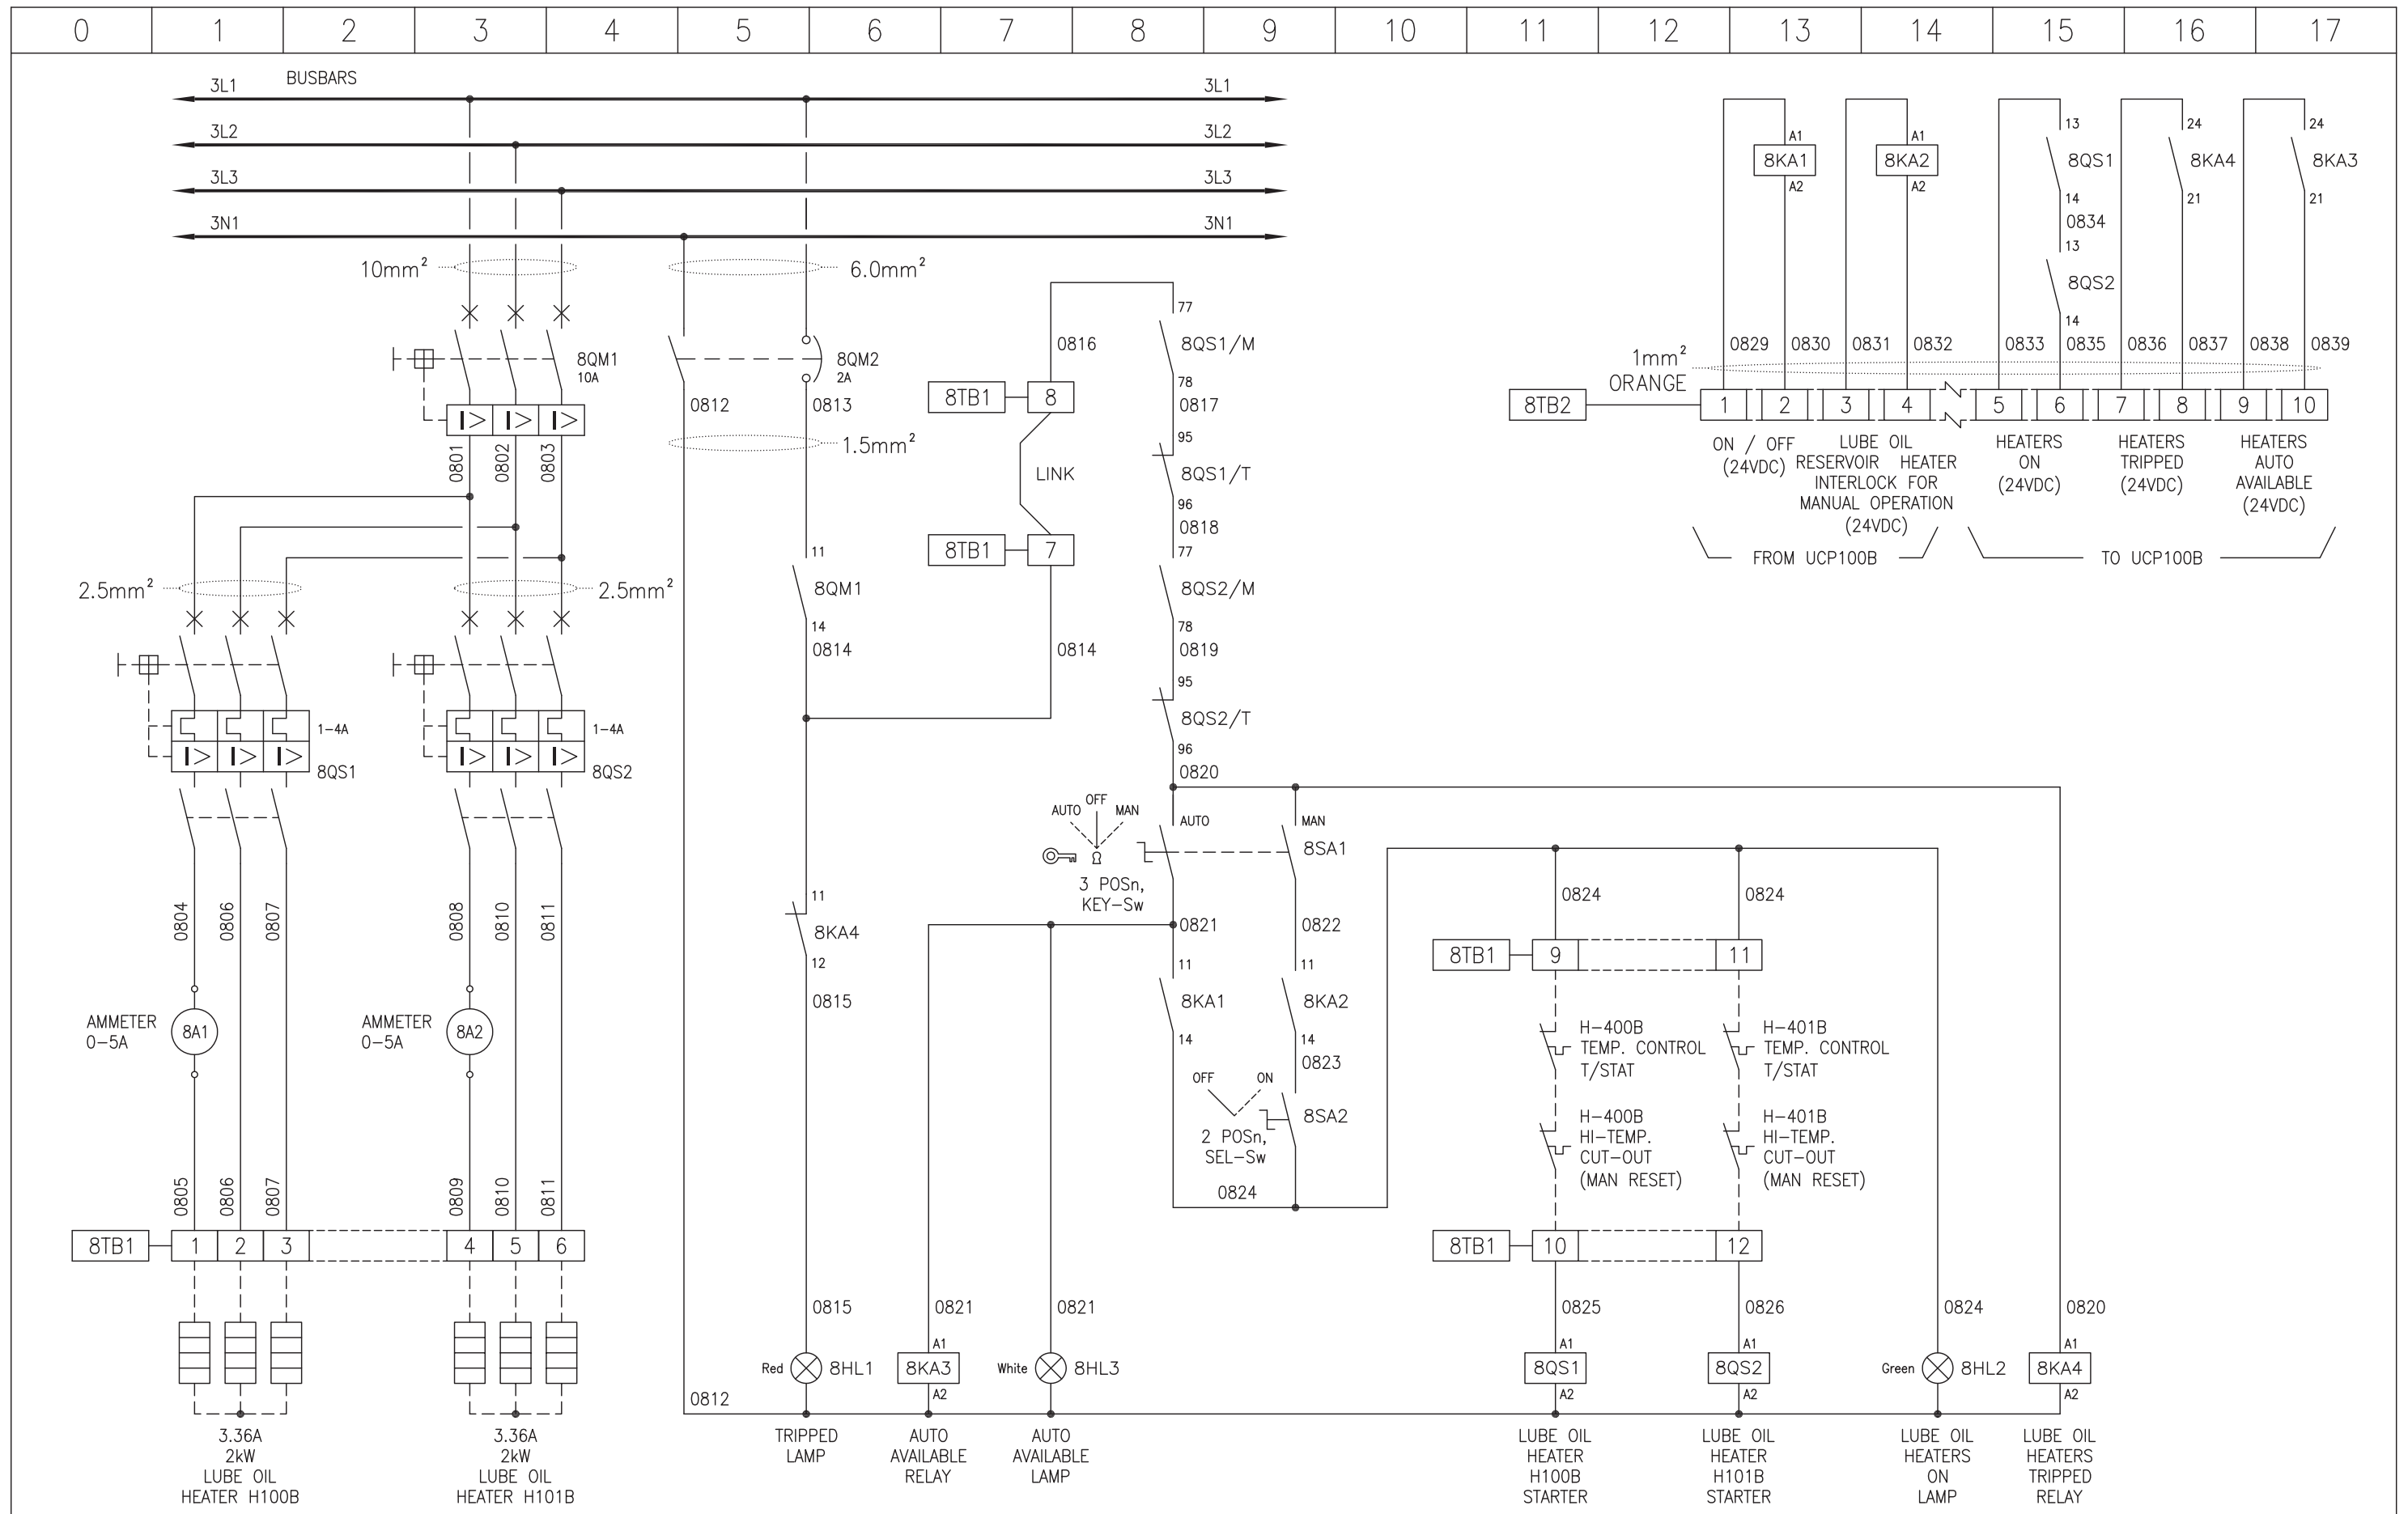 0 1 2 3 4 5 6 7 8 9 10 11 12 13 14 15 16 17
BUSBARS
3L1 3L1
3L2 3L2
3L3 3L3
3N1 3N1
10mm² 6.0mm²
8QM1
10A
8QM2
2A
0812 0813
1.5mm²
0801 0802 0803
I> I> I>
2.5mm² 2.5mm²
1-4A
I> I> I>
8QS1
1-4A
I> I> I>
8QS2
0804 0806 0807
0808 0810 0811
AMMETER
0-5A
8A1
AMMETER
0-5A
8A2
0805 0806 0807
0809 0810 0811
8TB1 1 2 3 4 5 6
3.36A
2kW
LUBE OIL
HEATER H100B
3.36A
2kW
LUBE OIL
HEATER H101B
11
8QM1
14
0814
11
8KA4
12
0815
0815
Red 8HL1
0812
TRIPPED
LAMP
0816
8TB1 8
LINK
8TB1 7
0814
77
8QS1/M
78
0817
95
8QS1/T
96
0818
77
8QS2/M
78
0819
95
8QS2/T
96
0820
AUTO OFF MAN
3 POSn,
KEY-Sw
AUTO MAN
8SA1
0821 0822
11
8KA1
14
11
8KA2
14
0823
OFF ON
8SA2
2 POSn,
SEL-Sw
0824
0821
A1
8KA3
A2
AUTO
AVAILABLE
RELAY
0821
White 8HL3
AUTO
AVAILABLE
LAMP
0824 0824
8TB1 9 11
H-400B
TEMP. CONTROL
T/STAT
H-401B
TEMP. CONTROL
T/STAT
H-400B
HI-TEMP.
CUT-OUT
(MAN RESET)
H-401B
HI-TEMP.
CUT-OUT
(MAN RESET)
8TB1 10 12
0825
A1
8QS1
A2
LUBE OIL
HEATER
H100B
STARTER
0826
A1
8QS2
A2
LUBE OIL
HEATER
H101B
STARTER
0824
Green 8HL2
LUBE OIL
HEATERS
ON
LAMP
0820
A1
8KA4
A2
LUBE OIL
HEATERS
TRIPPED
RELAY
A1
8KA1
A2
A1
8KA2
A2
13
8QS1
14
0834
13
8QS2
14
24
8KA4
21
24
8KA3
21
0829 0830 0831 0832 0833 0835 0836 0837 0838 0839
1mm²
ORANGE
8TB2 1 2 3 4 5 6 7 8 9 10
ON / OFF
(24VDC)
LUBE OIL
RESERVOIR HEATER
INTERLOCK FOR
MANUAL OPERATION
(24VDC)
HEATERS
ON
(24VDC)
HEATERS
TRIPPED
(24VDC)
HEATERS
AUTO
AVAILABLE
(24VDC)
FROM UCP100B TO UCP100B